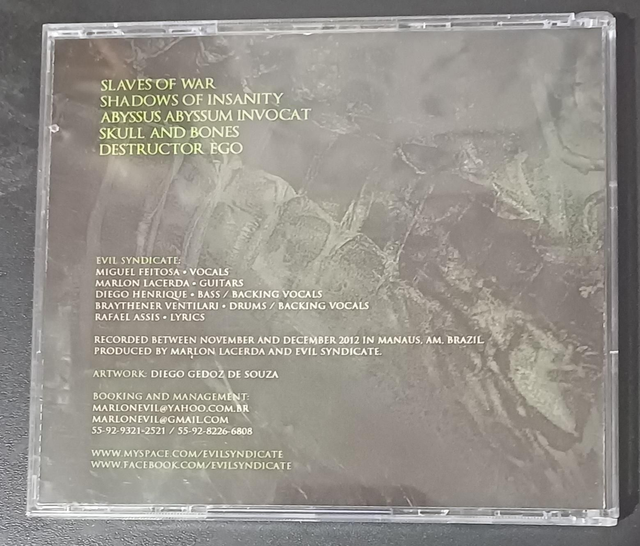 SLAVES OF WAR
SHADOWS OF INSANITY
ABYSSUS ABYSSUM INVOCAT
SKULL AND BONES
DESTRUCTOR EGO
EVIL SYNDICATE:
MIGUEL FEITOSA • VOCALS
MARLON LACERDA • GUITARS
DIEGO HENRIQUE • BASS / BACKING VOCALS
BRAYTHENER VENTILARI • DRUMS / BACKING VOCALS
RAFAEL ASSIS • LYRICS
RECORDED BETWEEN NOVEMBER AND DECEMBER 2012 IN MANAUS, AM, BRAZIL.
PRODUCED BY MARLON LACERDA AND EVIL SYNDICATE.
ARTWORK: DIEGO GEDOZ DE SOUZA
BOOKING AND MANAGEMENT:
MARLONEVIL@YAHOO.COM.BR
MARLONEVIL@GMAIL.COM
55-92-9321-2521 / 55-92-8226-6808
WWW.MYSPACE.COM/EVILSYNDICATE
WWW.FACEBOOK.COM/EVILSYNDICATE